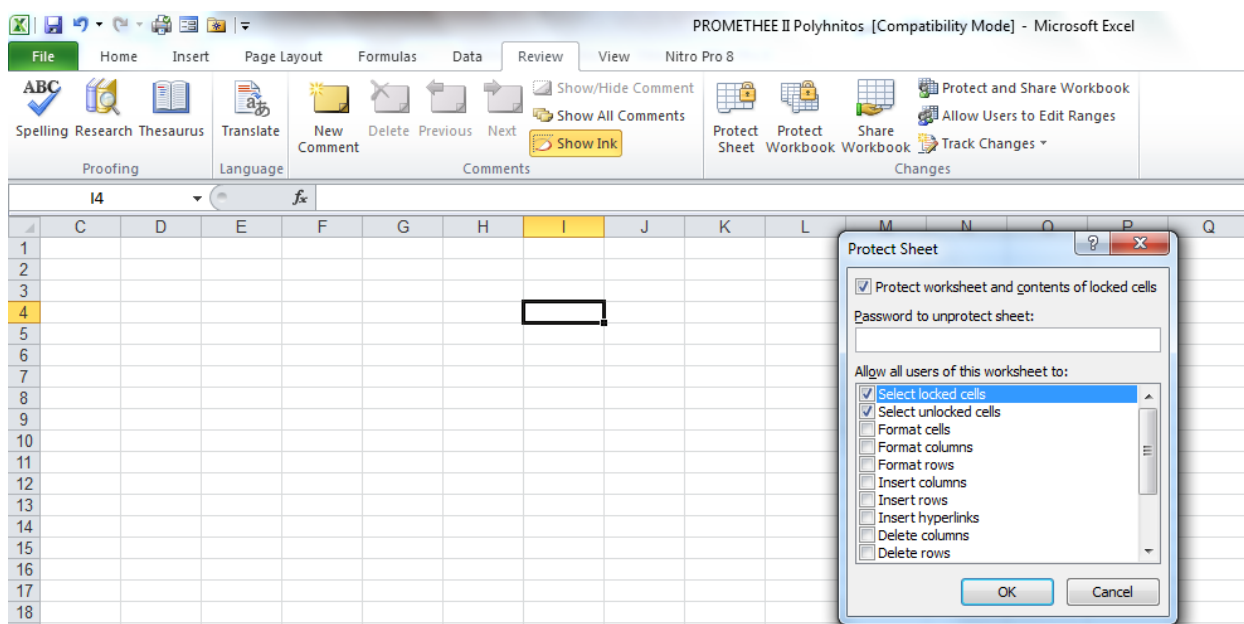 PROMETHEE II Polyhnitos [Compatibility Mode] - Microsoft Excel
File Home Insert Page Layout Formulas Data Review View Nitro Pro 8
ABC
Spelling Research Thesaurus Translate New Comment Delete Previous Next
Show/Hide Comment
Show All Comments
Show Ink
Protect Sheet Protect Workbook Share Workbook
Protect and Share Workbook
Allow Users to Edit Ranges
Track Changes
Proofing Language Comments Changes
I4 fx
C D E F G H I J K L M N O P Q
1
2
3
4
5
6
7
8
9
10
11
12
13
14
15
16
17
18
Protect Sheet
Protect worksheet and contents of locked cells
Password to unprotect sheet:
Allow all users of this worksheet to:
Select locked cells
Select unlocked cells
Format cells
Format columns
Format rows
Insert columns
Insert rows
Insert hyperlinks
Delete columns
Delete rows
OK Cancel